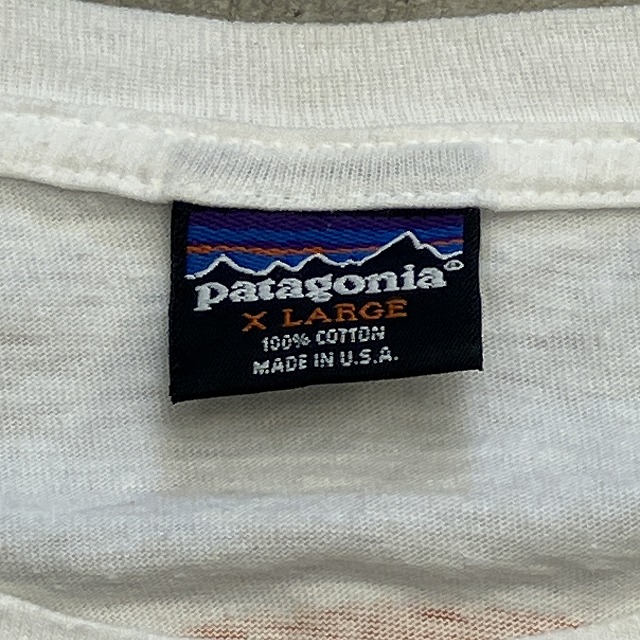 patagonia®
X LARGE
100% COTTON
MADE IN U.S.A.